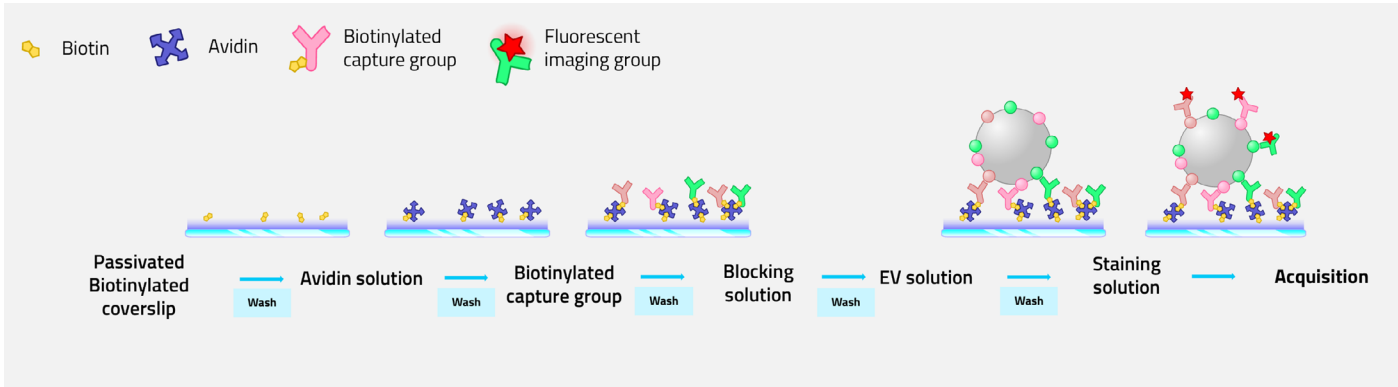 Biotin
Avidin
Biotinylated
capture group
Fluorescent
imaging group
Passivated
Biotinylated
coverslip
Wash
Avidin solution
Wash
Biotinylated
capture group
Wash
Blocking
solution
Wash
EV solution
Wash
Staining
solution
Acquisition